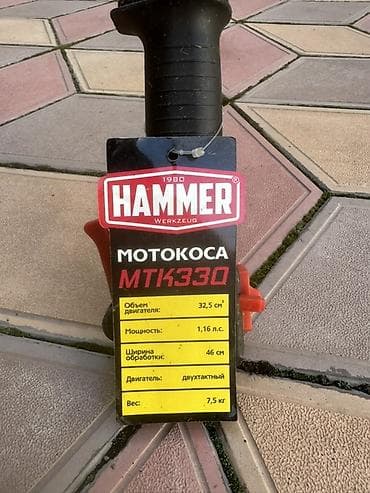 1980
HAMMER®
WERKZEUG
МОТОКОСА
МТК330
Объем двигателя: 32,5 см³
Мощность: 1,16 л.с.
Ширина обработки: 46 см
Двигатель: двухтактный
Вес: 7,5 кг